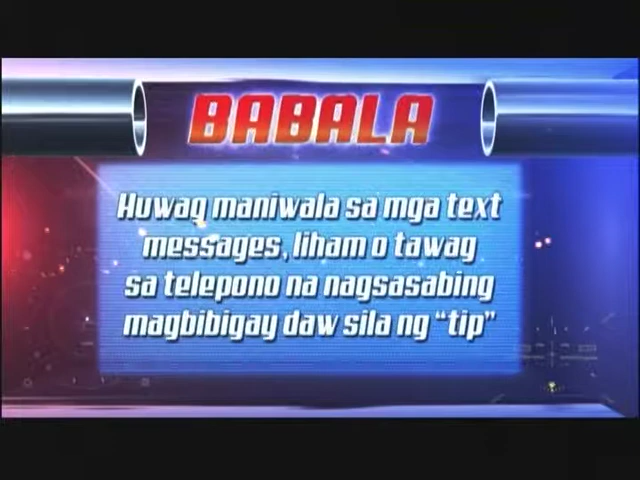 BABALA
Huwag maniwala sa mga text
messages, liham o tawag
sa telepono na nagsasabing
magbibigay daw sila ng "tip"